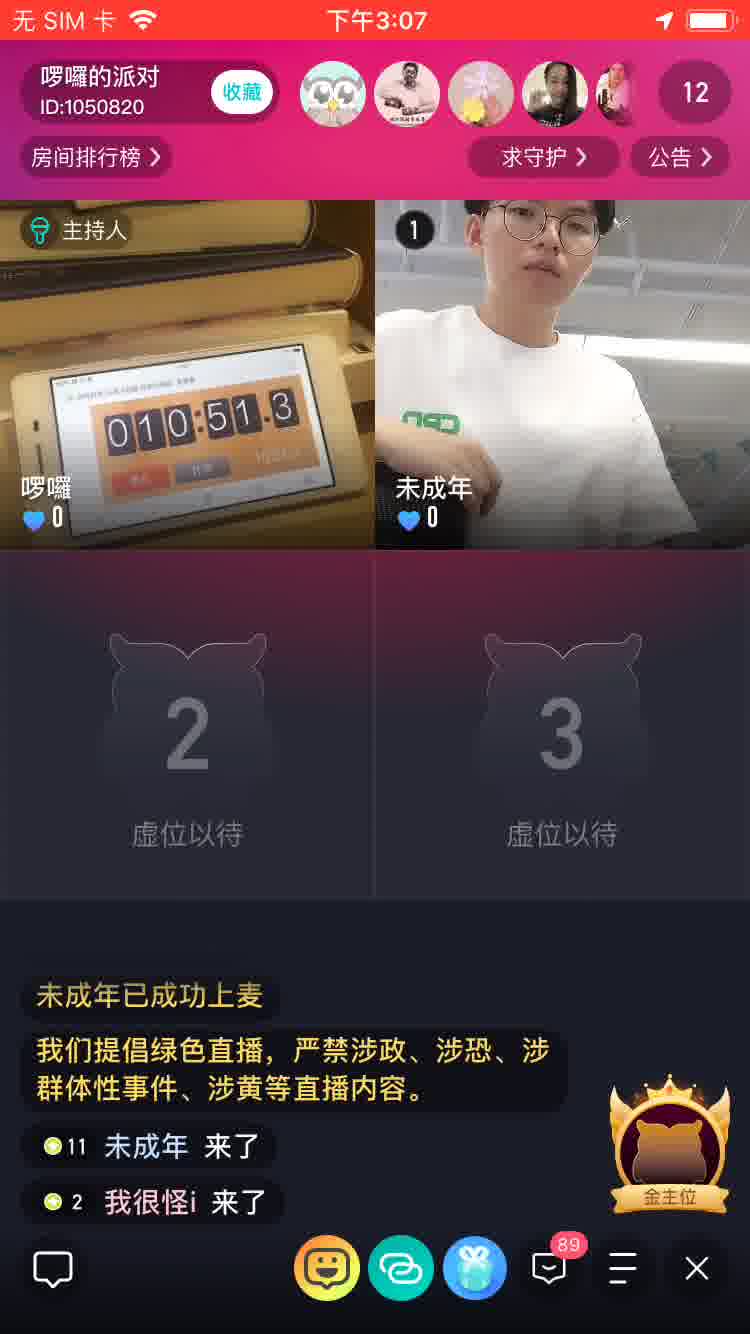 无 SIM 卡
下午3:07
啰囉的派对
ID:1050820
收藏
12
房间排行榜
求守护
公告
主持人
1
010:51.3
啰囉
0
未成年
0
2
虚位以待
3
虚位以待
未成年已成功上麦
我们提倡绿色直播，严禁涉政、涉恐、涉
群体性事件、涉黄等直播内容。
11 未成年 来了
2 我很怪i 来了
金主位
89